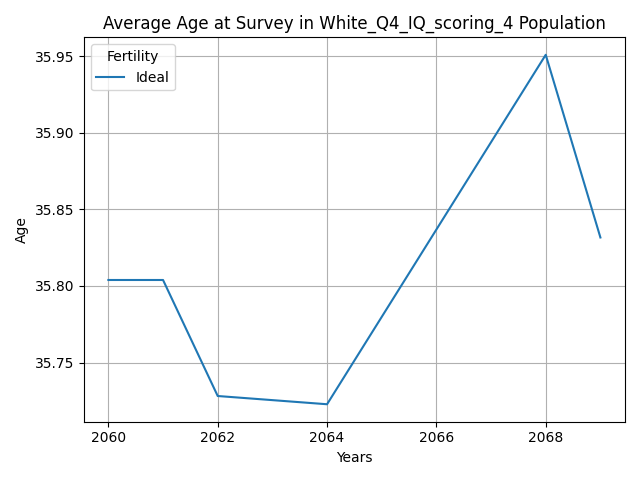 Average Age at Survey in White_Q4_IQ_scoring_4 Population
Fertility
Ideal
35.95
35.90
35.85
35.80
35.75
Age
2060
2062
2064
2066
2068
Years